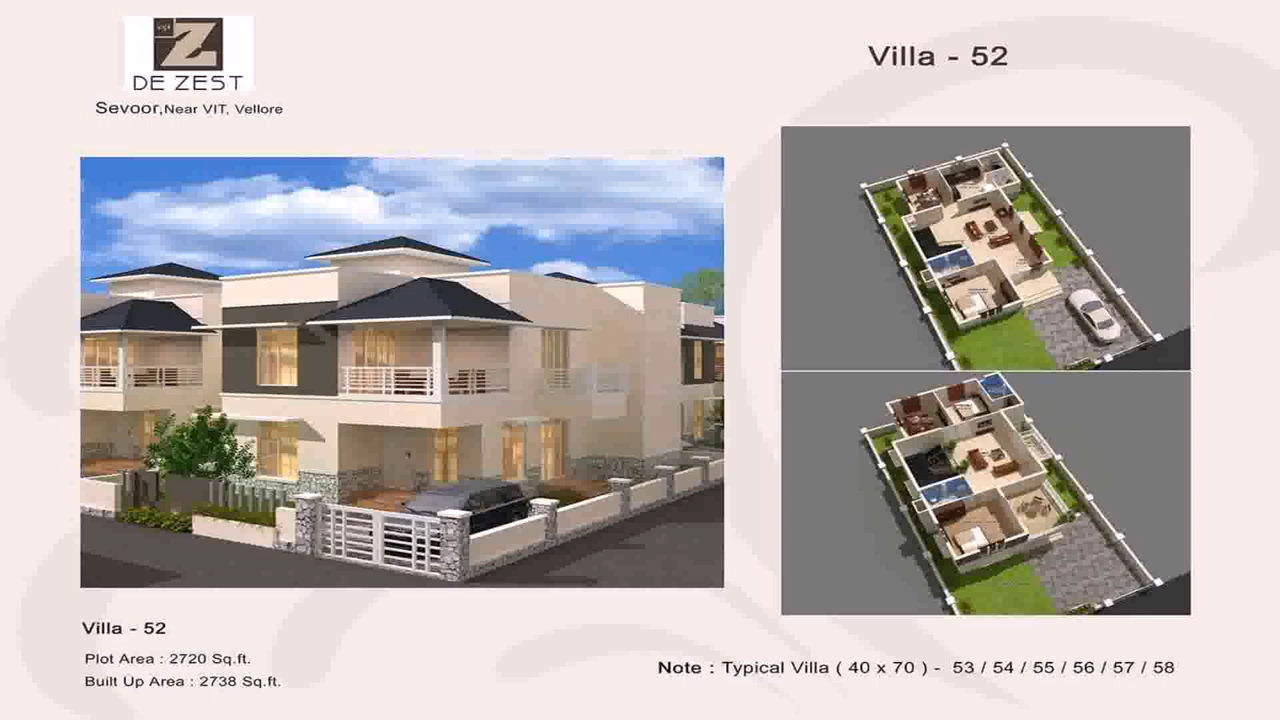 DE ZEST
Sevoor,Near VIT, Vellore
Villa - 52
Villa - 52
Plot Area : 2720 Sq.ft.
Built Up Area : 2738 Sq.ft.
Note : Typical Villa ( 40 x 70 ) - 53 / 54 / 55 / 56 / 57 / 58